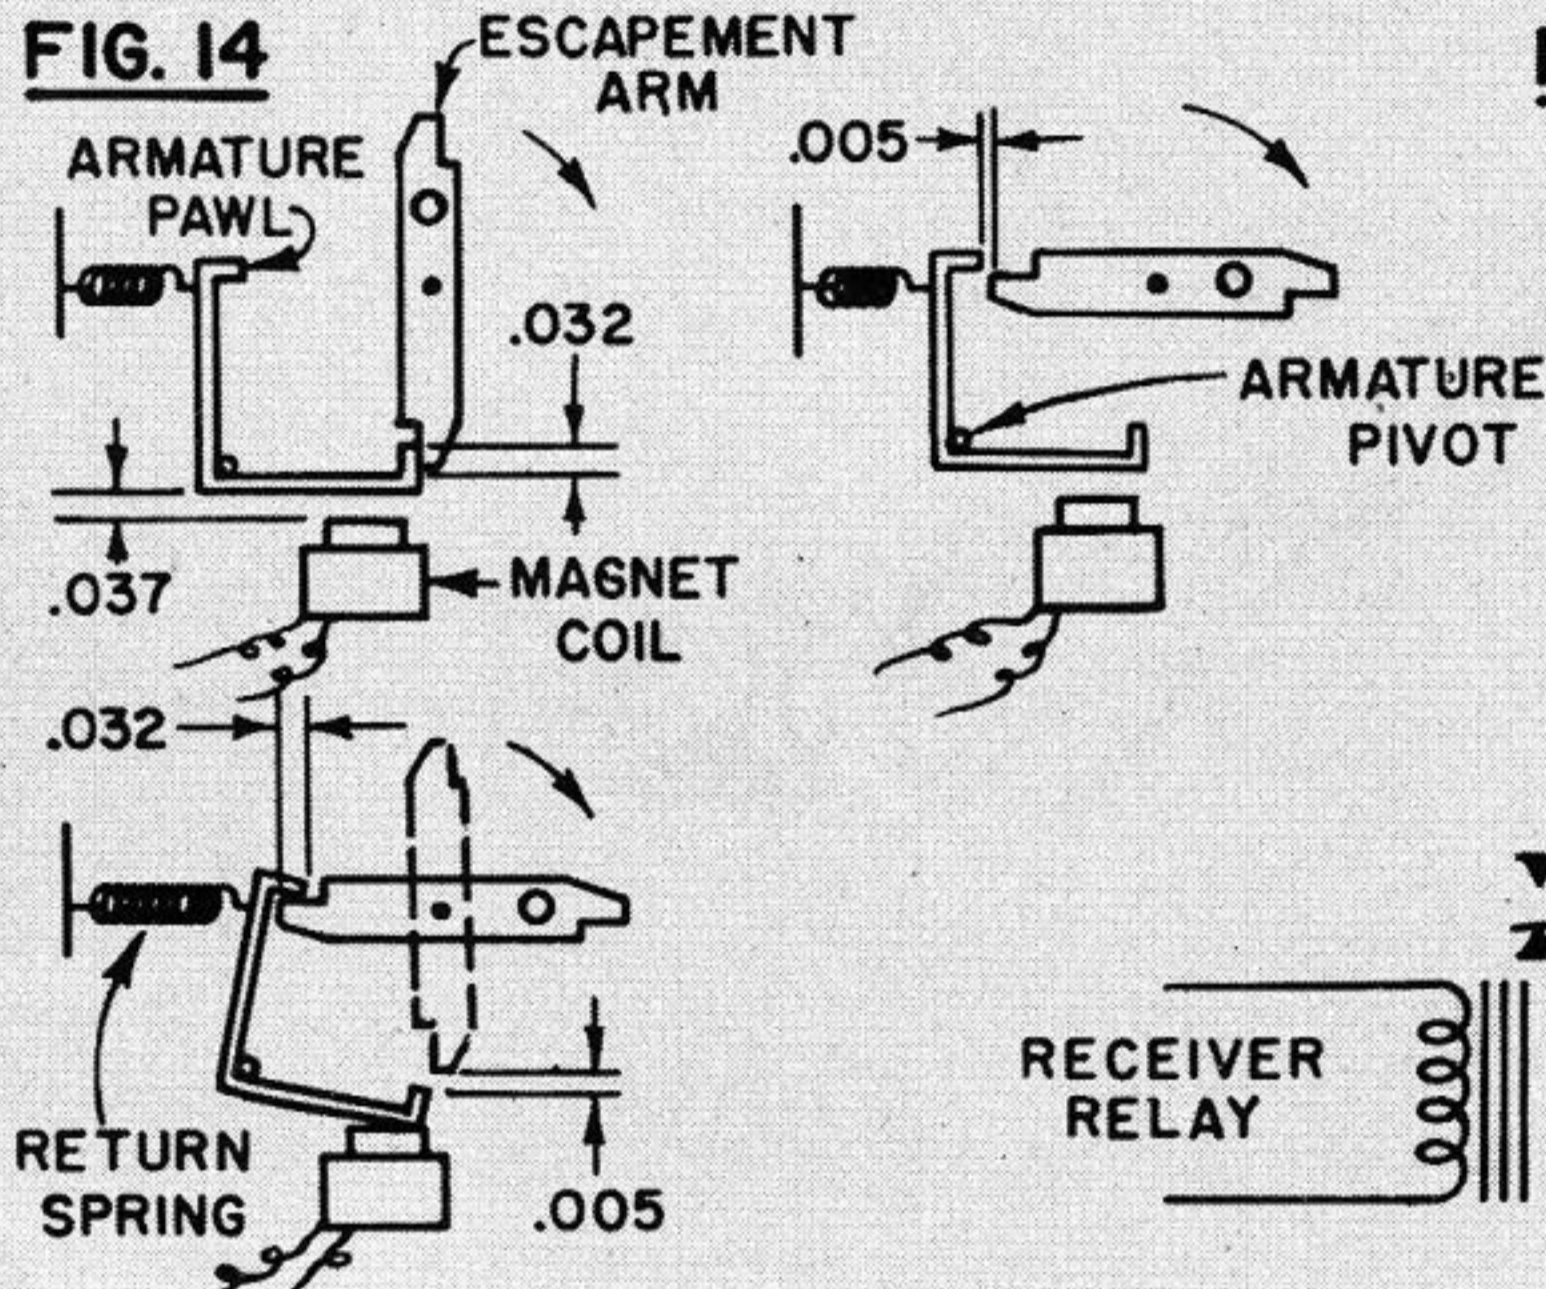 FIG. 14
ESCAPEMENT
ARM
ARMATURE
PAWL
.032
.037
MAGNET
COIL
.005
ARMATURE
PIVOT
.032
RETURN
SPRING
.005
RECEIVER
RELAY